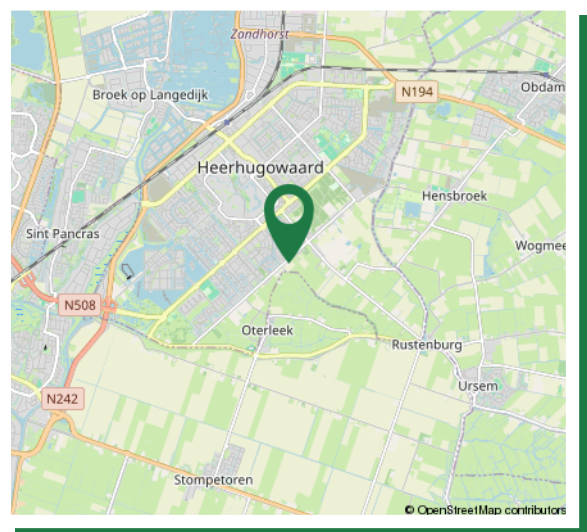 Zandhorst
Broek op Langedijk
N194
Obdam
Heerhugowaard
Hensbroek
Sint Pancras
Wogmee
N508
Oterleek
Rustenburg
Ursem
N242
Stompetoren
© OpenStreetMap contributors